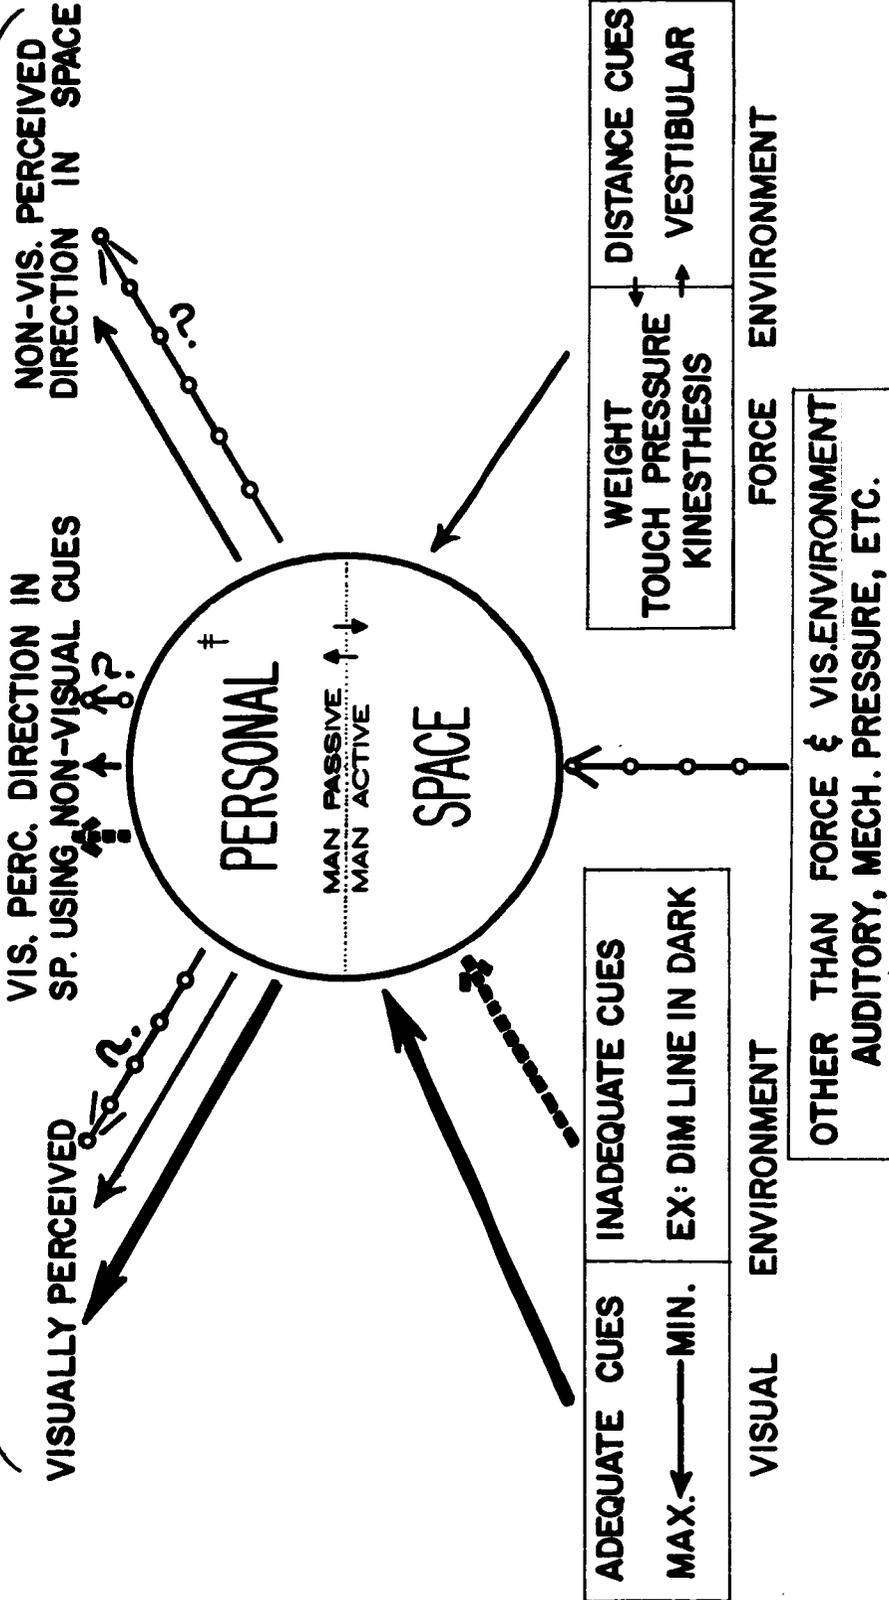 VISUALLY PERCEIVED
VIS. PERC. DIRECTION IN
SP. USING NON-VISUAL CUES
NON-VIS. PERCEIVED
DIRECTION IN SPACE
?
?
?
PERSONAL ‡
MAN PASSIVE
MAN ACTIVE
SPACE
ADEQUATE CUES
MAX. MIN.
INADEQUATE CUES
EX: DIM LINE IN DARK
VISUAL ENVIRONMENT
WEIGHT
TOUCH PRESSURE
KINESTHESIS
DISTANCE CUES
VESTIBULAR
FORCE ENVIRONMENT
OTHER THAN FORCE & VIS.ENVIRONMENT
AUDITORY, MECH. PRESSURE, ETC.